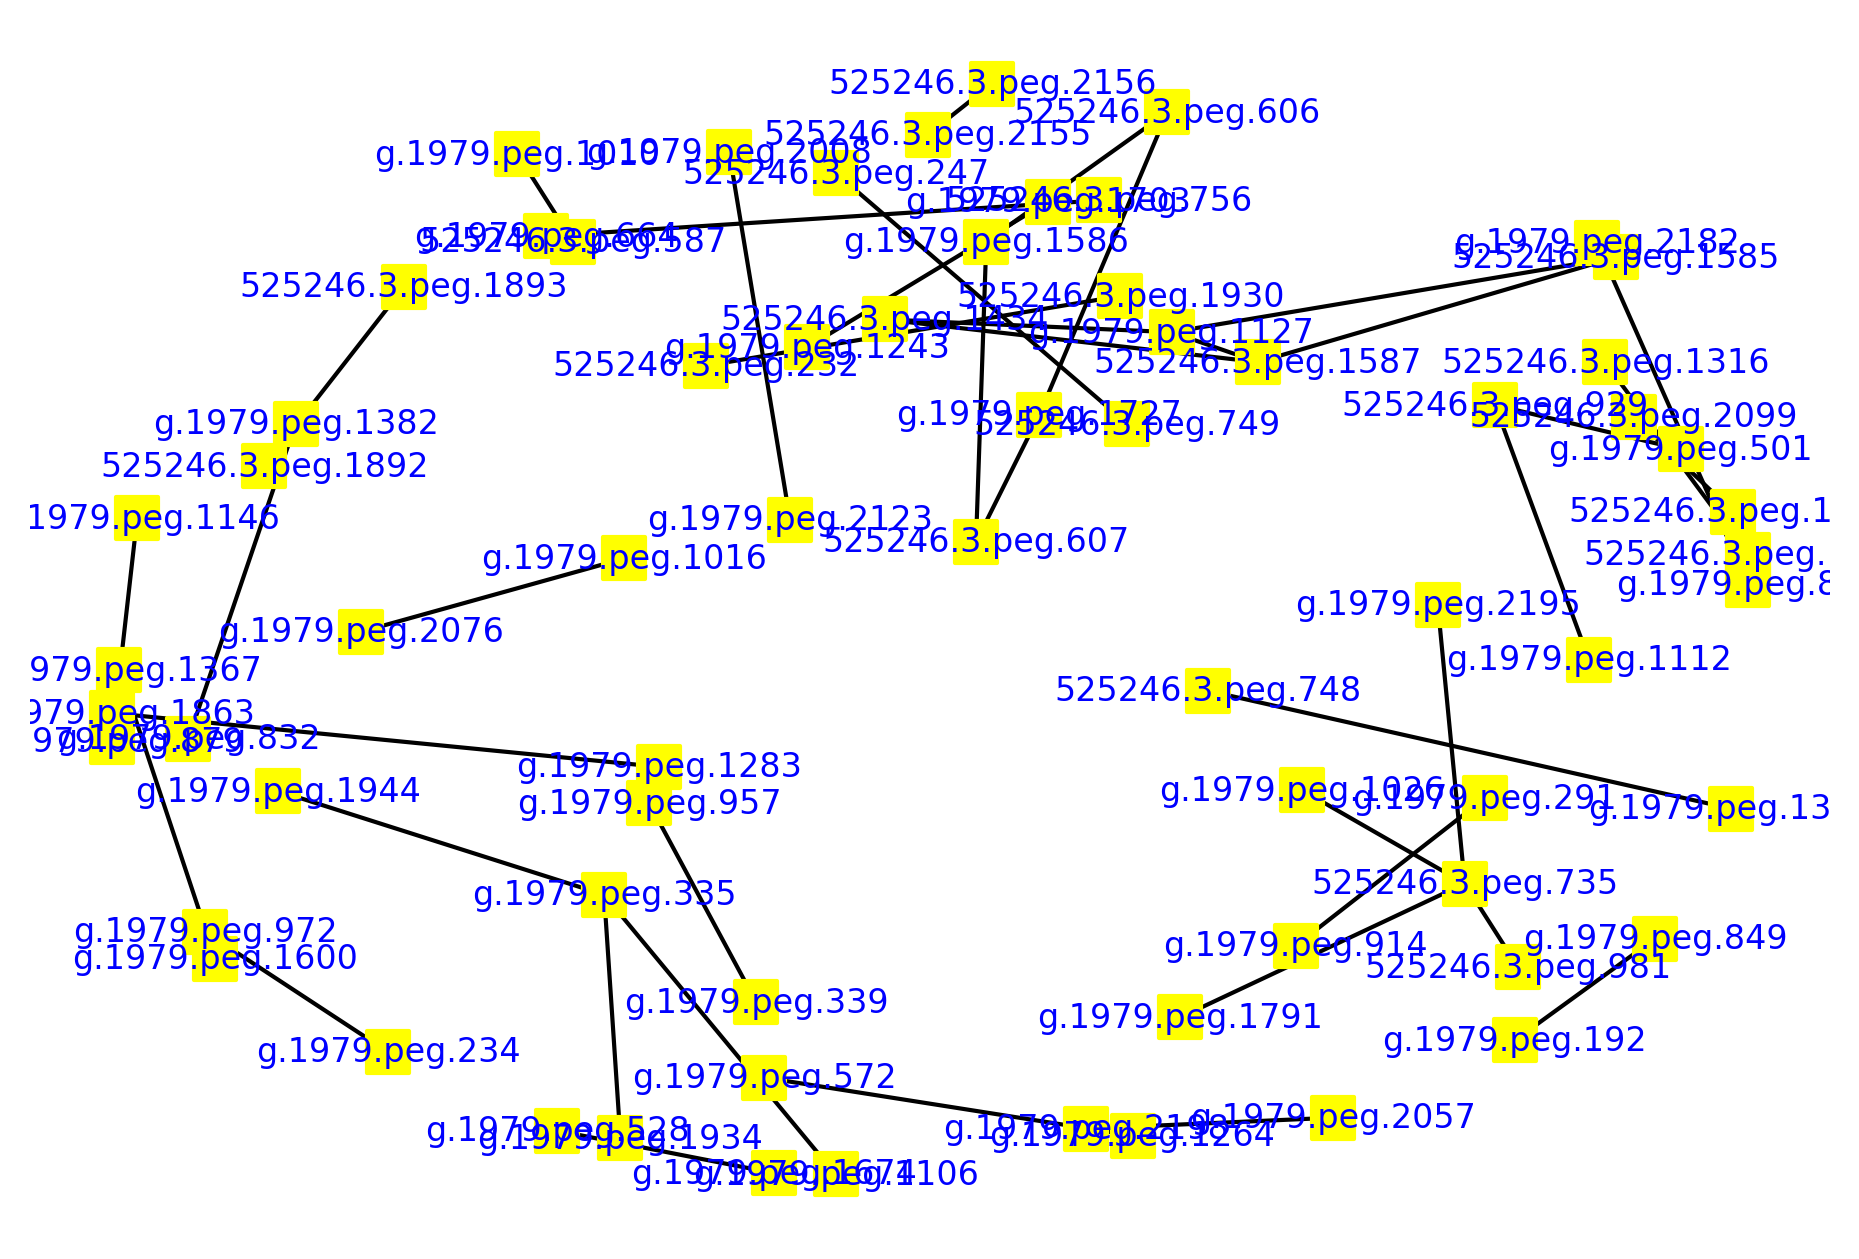 525246.3.peg.2156
525246.3.peg.606
525246.3.peg.2155
g.1979.peg.1010
g.1979.peg.2008
525246.3.peg.247
g.1979.peg.1703
525246.3.peg.756
g.1979.peg.664
525246.3.peg.587
g.1979.peg.1586
g.1979.peg.2182
525246.3.peg.1585
525246.3.peg.1893
525246.3.peg.1930
525246.3.peg.1434
g.1979.peg.1127
g.1979.peg.1243
525246.3.peg.232
525246.3.peg.1587
525246.3.peg.1316
525246.3.peg.929
g.1979.peg.1727
525246.3.peg.749
525246.3.peg.2099
g.1979.peg.1382
g.1979.peg.501
525246.3.peg.1892
525246.3.peg.1
1979.peg.1146
g.1979.peg.2123
525246.3.peg.607
525246.3.peg.
g.1979.peg.1016
g.1979.peg.8
g.1979.peg.2195
g.1979.peg.2076
g.1979.peg.1112
979.peg.1367
525246.3.peg.748
979.peg.1863
g.1979.peg.832
979.peg.879
g.1979.peg.1283
g.1979.peg.1944
g.1979.peg.1026
g.1979.peg.291
g.1979.peg.957
g.1979.peg.13
525246.3.peg.735
g.1979.peg.335
g.1979.peg.972
g.1979.peg.914
g.1979.peg.849
g.1979.peg.1600
525246.3.peg.981
g.1979.peg.339
g.1979.peg.1791
g.1979.peg.192
g.1979.peg.234
g.1979.peg.572
g.1979.peg.2057
g.1979.peg.528
g.1979.peg.1934
g.1979.peg.2198
g.1979.peg.1264
g.1979.peg.1674
g.1979.peg.1106